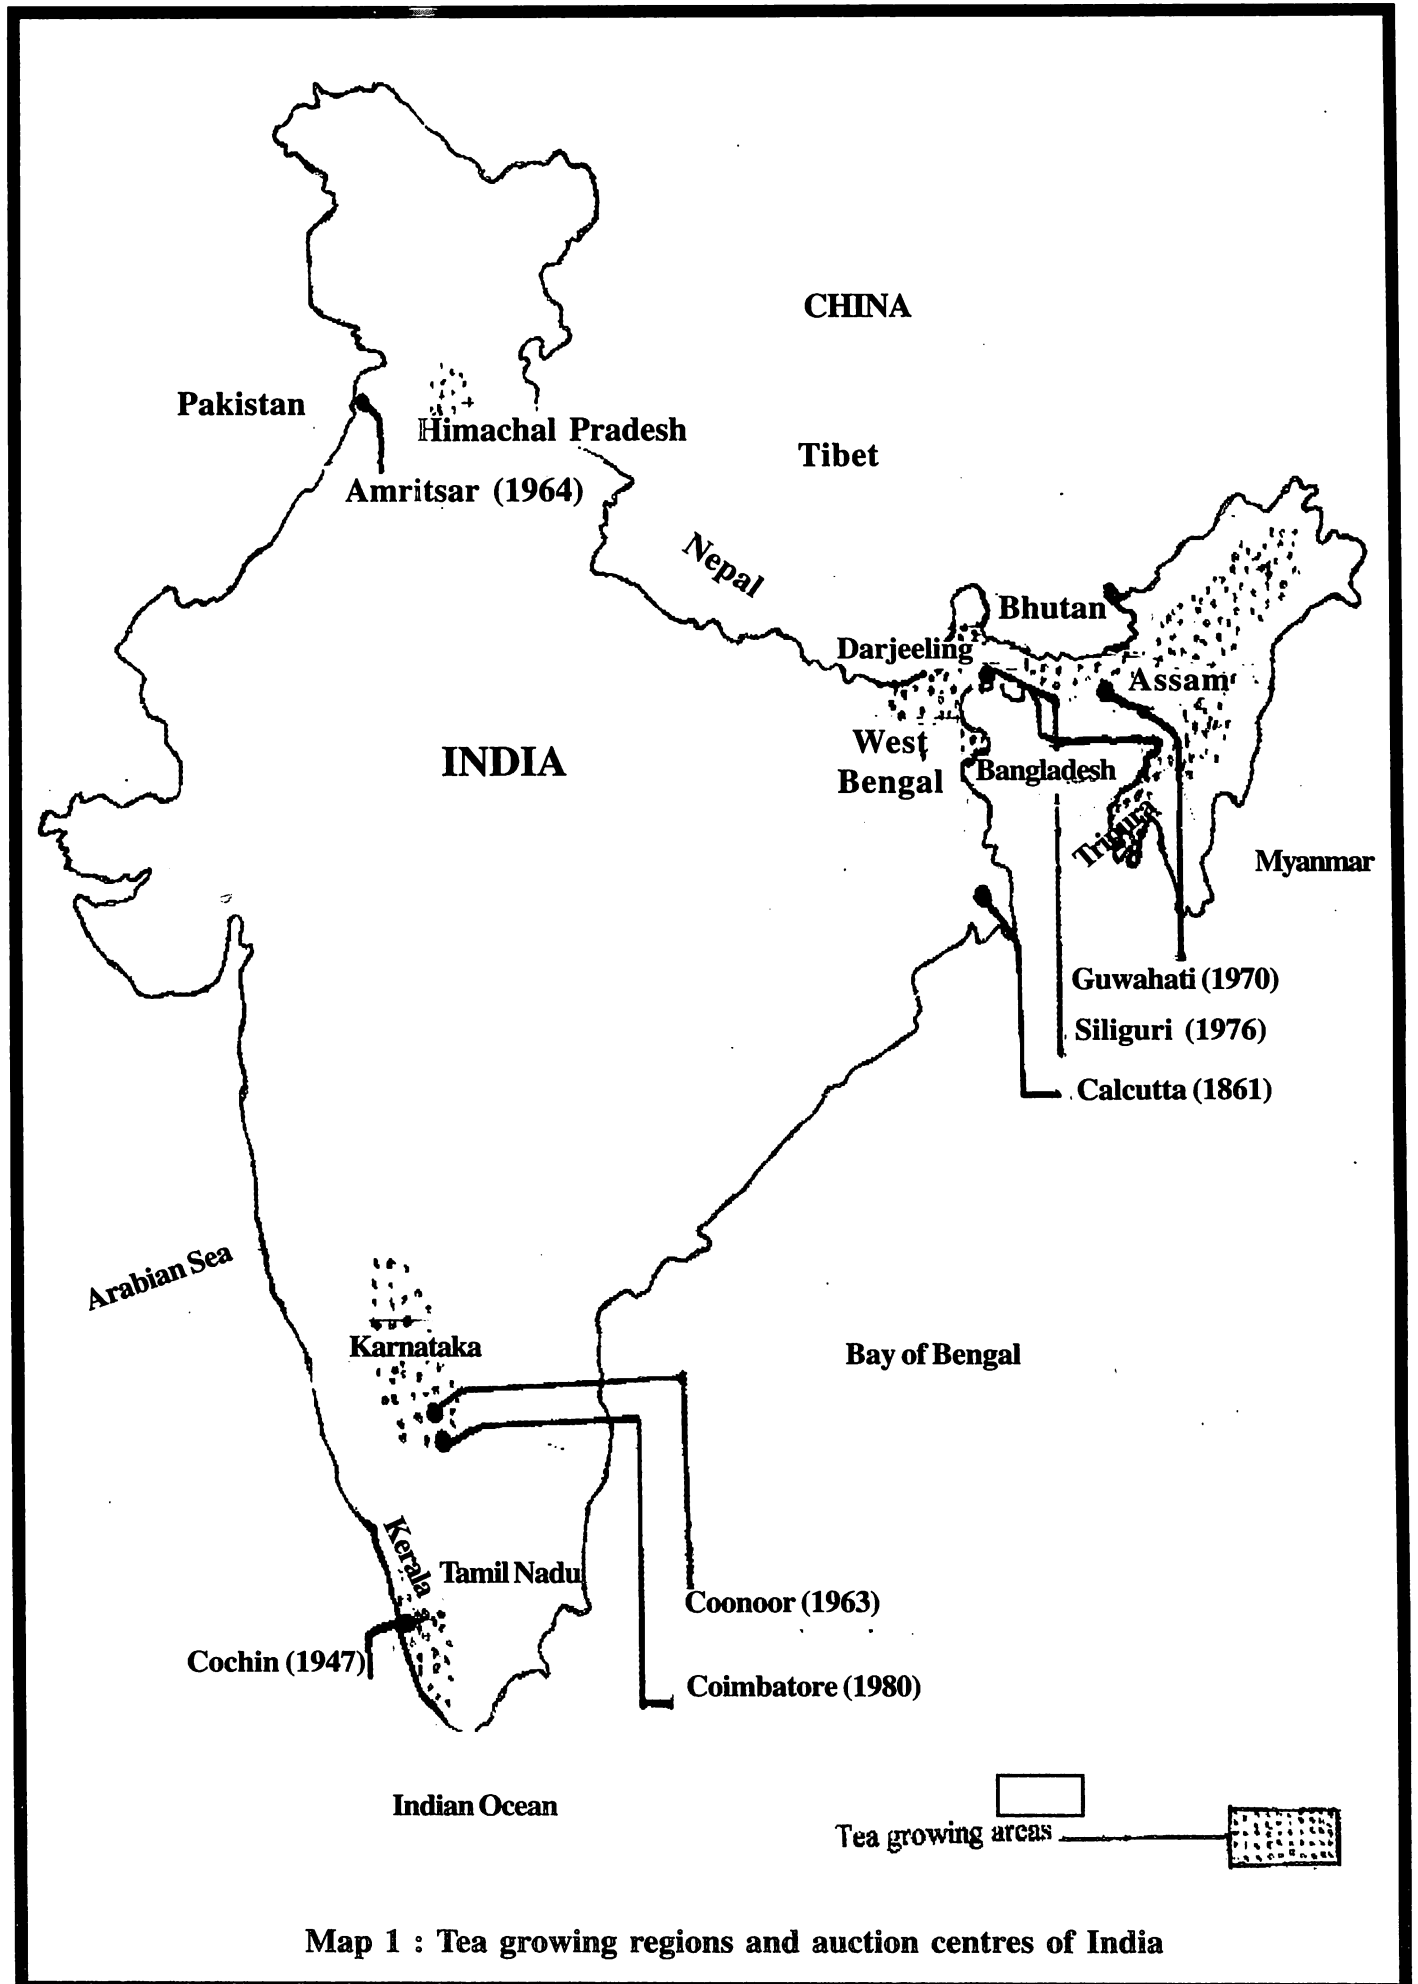 CHINA
Pakistan
Himachal Pradesh
Tibet
Amritsar (1964)
Nepal
Bhutan
Darjeeling
Assam
West
Bengal
INDIA
Bangladesh
Tripura
Myanmar
Guwahati (1970)
Siliguri (1976)
Calcutta (1861)
Arabian Sea
Karnataka
Bay of Bengal
Kerala
Tamil Nadu
Coonoor (1963)
Cochin (1947)
Coimbatore (1980)
Indian Ocean
Tea growing areas
Map 1 : Tea growing regions and auction centres of India